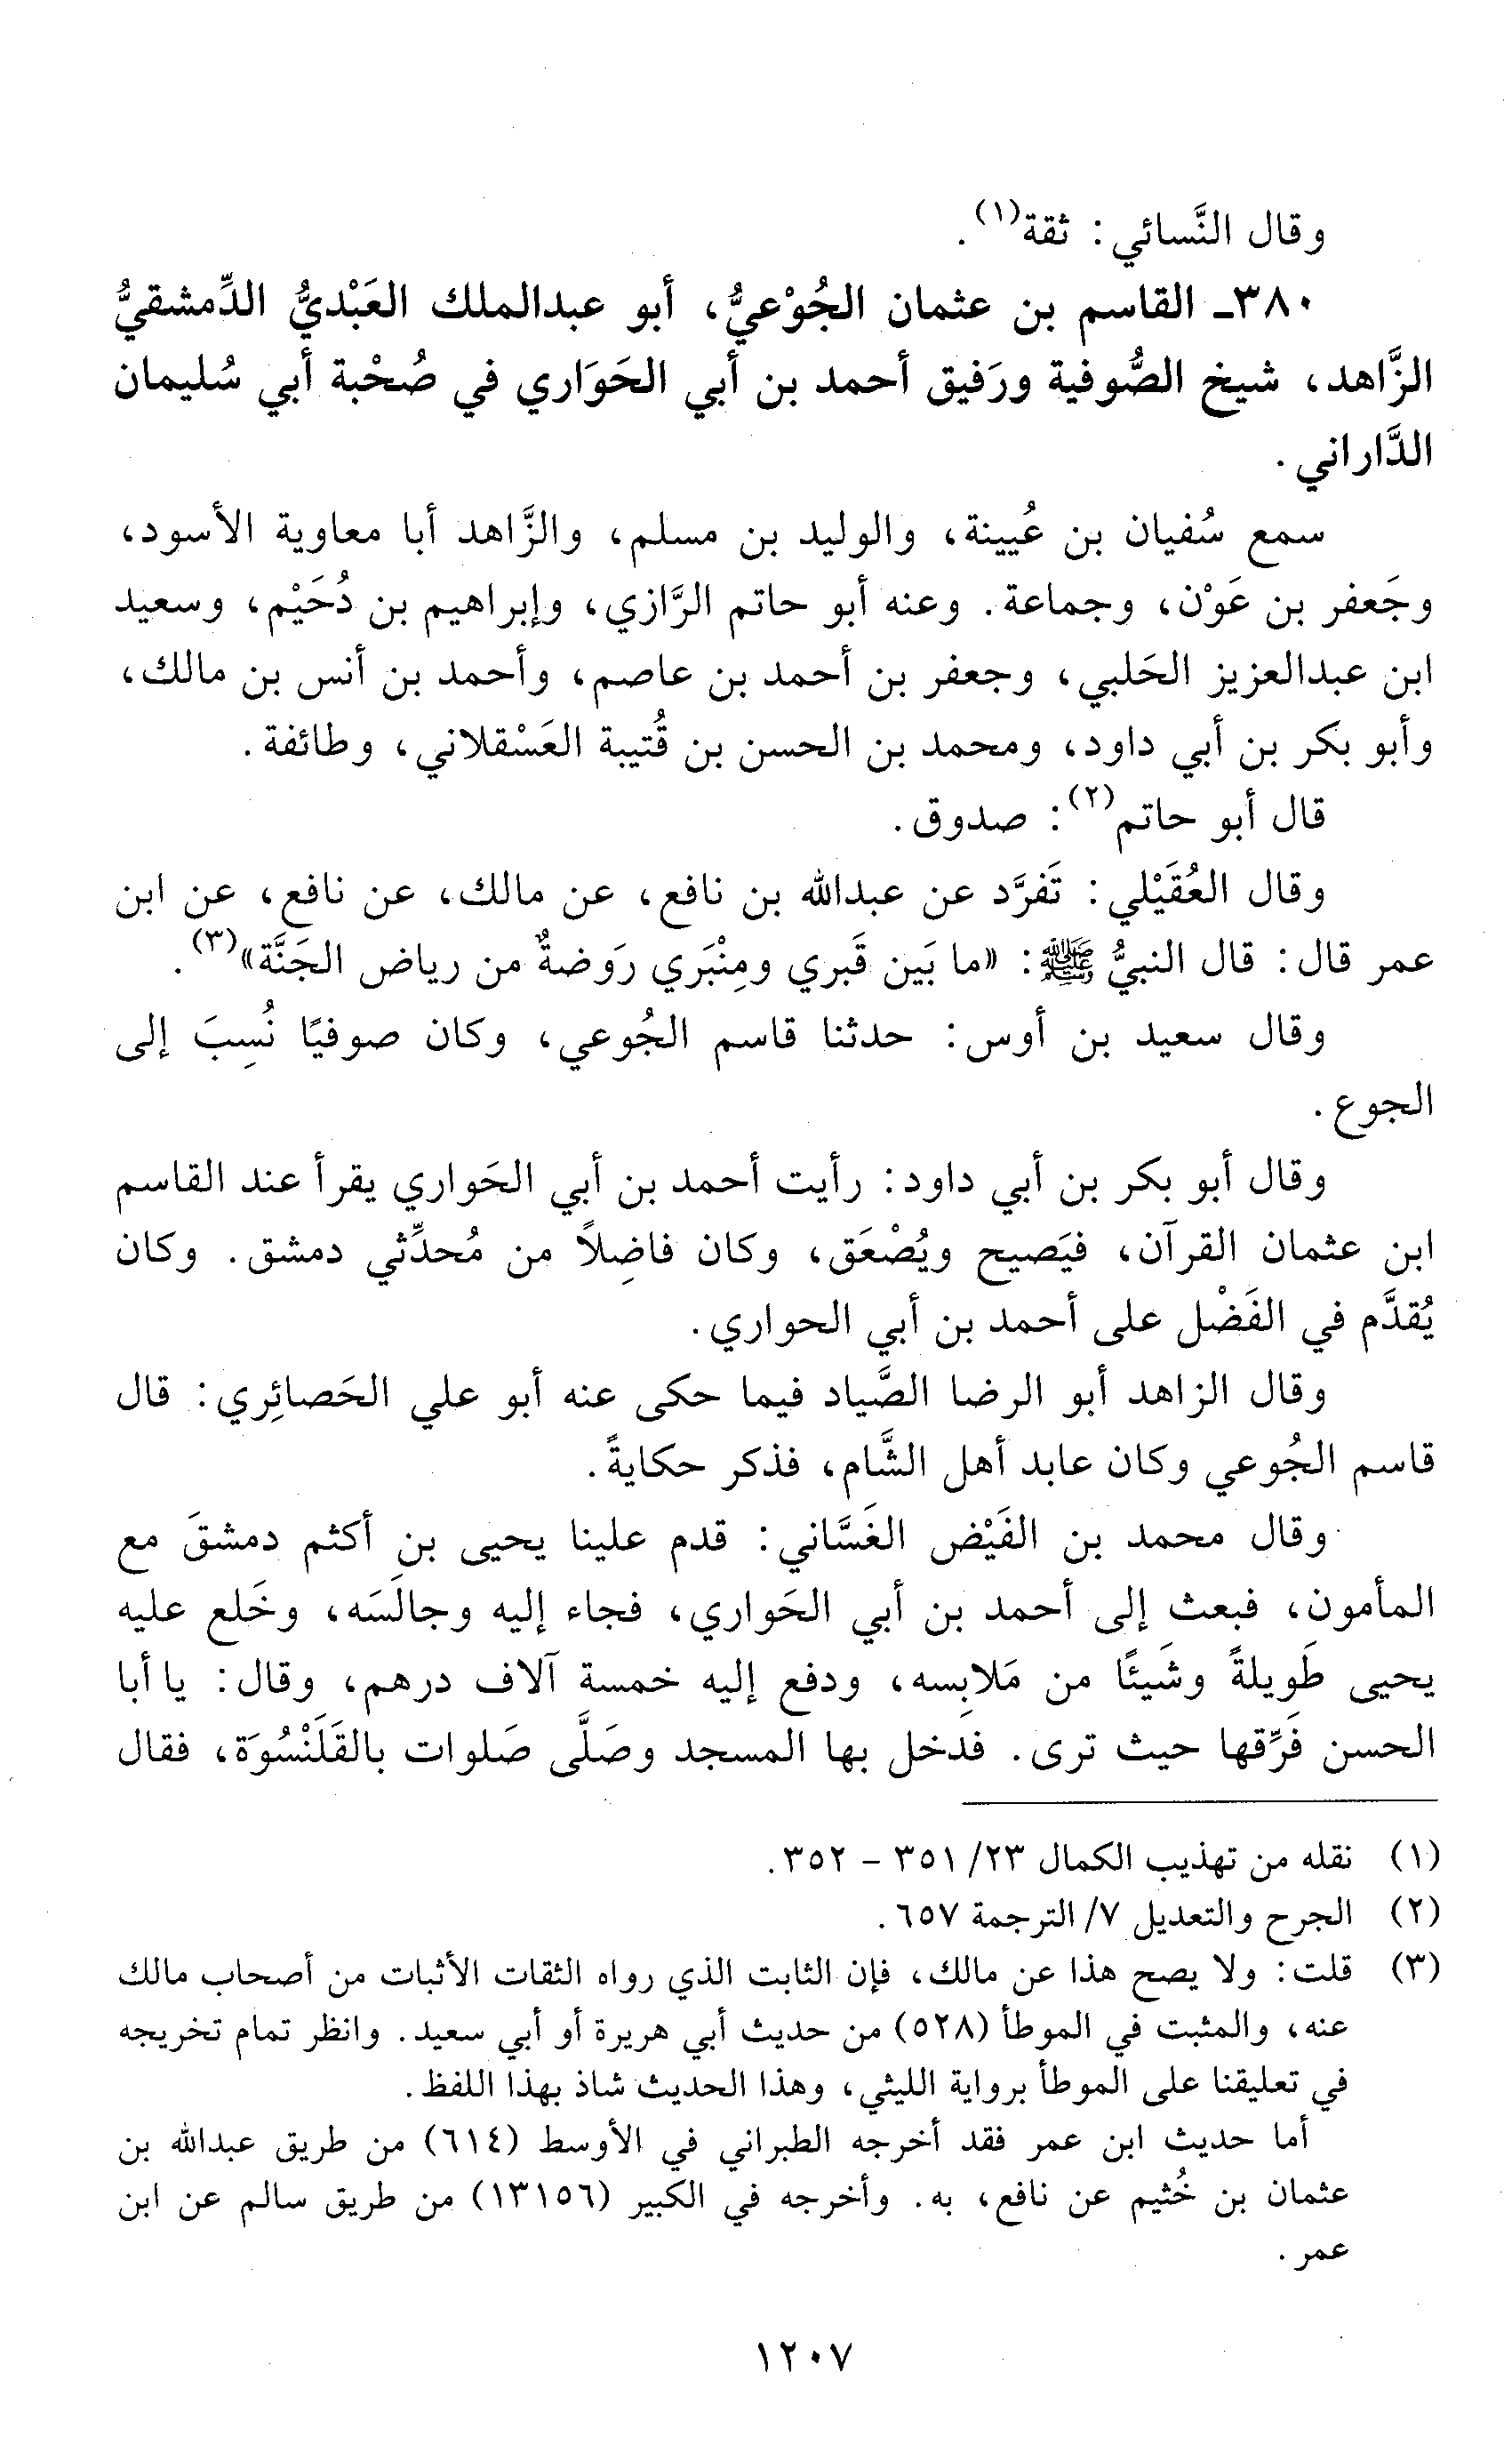 وقال النَّسائي: ثقة(١).
٣٨٠ـ القاسم بن عثمان الجُوْعيُّ، أبو عبدالملك العَبْديُّ الدِّمشقيُّ
الزَّاهد، شيخ الصُّوفية ورَفيق أحمد بن أبي الحَوَاري في صُحْبة أبي سُليمان
الدَّاراني.
سمع سُفيان بن عُيينة، والوليد بن مسلم، والزَّاهد أبا معاوية الأسود،
وجَعفر بن عَوْن، وجماعة. وعنه أبو حاتم الرَّازي، وإبراهيم بن دُحَيْم، وسعيد
ابن عبدالعزيز الحَلبي، وجعفر بن أحمد بن عاصم، وأحمد بن أنس بن مالك،
وأبو بكر بن أبي داود، ومحمد بن الحسن بن قُتيبة العَسْقلاني، وطائفة.
قال أبو حاتم(٢): صدوق.
وقال العُقَيْلي: تَفرَّد عن عبدالله بن نافع، عن مالك، عن نافع، عن ابن
عمر قال: قال النبيُّ ﷺ: «ما بَين قَبري ومِنْبَري رَوضةٌ من رياض الجَنَّة»(٣).
وقال سعيد بن أوس: حدثنا قاسم الجُوعي، وكان صوفيًا نُسِبَ إلى
الجوع.
وقال أبو بكر بن أبي داود: رأيت أحمد بن أبي الحَواري يقرأ عند القاسم
ابن عثمان القرآن، فيَصيح ويُصْعَق، وكان فاضِلاً من مُحدِّثي دمشق. وكان
يُقدَّم في الفَضْل على أحمد بن أبي الحواري.
وقال الزاهد أبو الرضا الصَّياد فيما حكى عنه أبو علي الحَصائِري: قال
قاسم الجُوعي وكان عابد أهل الشَّام، فذكر حكايةً.
وقال محمد بن الفَيْض الغَسَّاني: قدم علينا يحيى بن أكثم دمشقَ مع
المأمون، فبعث إلى أحمد بن أبي الحَواري، فجاء إليه وجالَسَه، وخَلع عليه
يحيى طَويلةً وشَيئًا من مَلابِسه، ودفع إليه خمسة آلاف درهم، وقال: يا أبا
الحسن فَرِّقها حيث ترى. فدخل بها المسجد وصَلَّى صَلوات بالقَلَنْسُوَة، فقال
(١) نقله من تهذيب الكمال ٢٣/ ٣٥١ - ٣٥٢.
(٢) الجرح والتعديل ٧/ الترجمة ٦٥٧.
(٣) قلت: ولا يصح هذا عن مالك، فإن الثابت الذي رواه الثقات الأثبات من أصحاب مالك
عنه، والمثبت في الموطأ (٥٢٨) من حديث أبي هريرة أو أبي سعيد. وانظر تمام تخريجه
في تعليقنا على الموطأ برواية الليثي، وهذا الحديث شاذ بهذا اللفظ.
أما حديث ابن عمر فقد أخرجه الطبراني في الأوسط (٦١٤) من طريق عبدالله بن
عثمان بن خُثيم عن نافع، به. وأخرجه في الكبير (١٣١٥٦) من طريق سالم عن ابن
عمر.
١٢٠٧